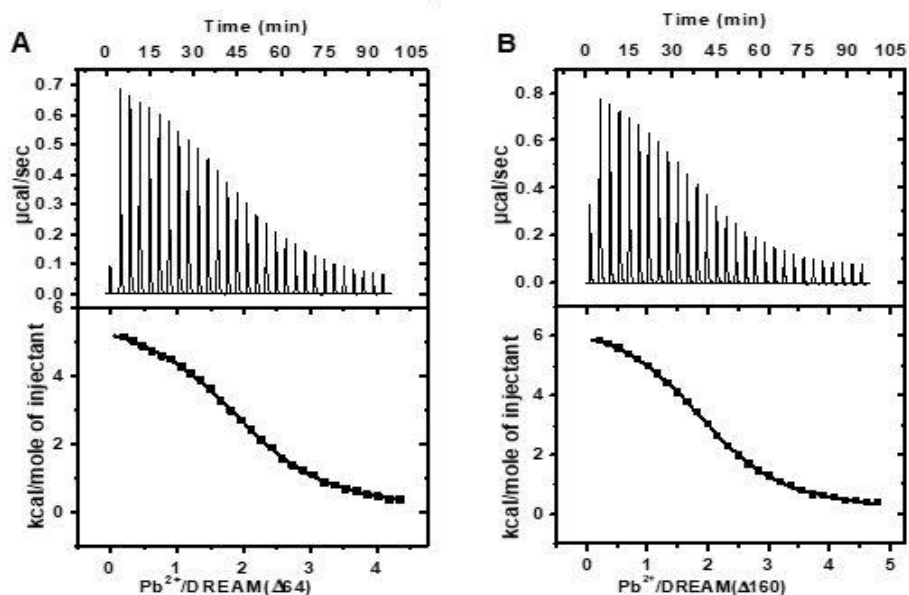 Time (min)
A
0 15 30 45 60 75 90 105
0.7
0.6
0.5
0.4
0.3
0.2
0.1
0.0
µcal/sec
6
4
2
0
kcal/mole of injectant
0 1 2 3 4
Pb²⁺/DREAM(Δ64)
Time (min)
B
0 15 30 45 60 75 90 105
0.8
0.6
0.4
0.2
0.0
µcal/sec
6
4
2
0
kcal/mole of injectant
0 1 2 3 4 5
Pb²⁺/DREAM(Δ160)